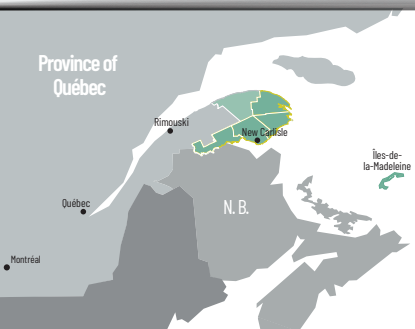 Province of
Québec
Rimouski
New Carlisle
Îles-de-
la-Madeleine
Québec
N. B.
Montréal